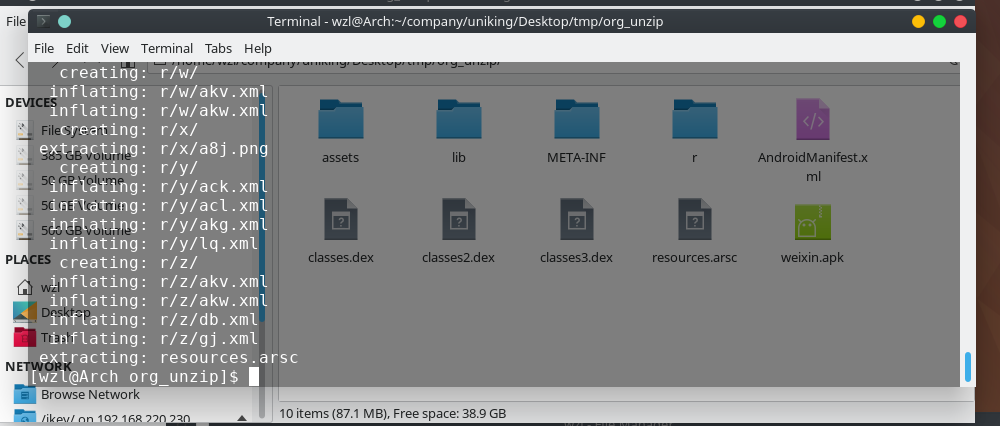 Terminal - wzl@Arch:~/company/uniking/Desktop/tmp/org_unzip
File
File Edit View Terminal Tabs Help
/home/wzl/company/uniking/Desktop/tmp/org_unzip/
creating: r/w/
inflating: r/w/akv.xml
inflating: r/w/akw.xml
creating: r/x/
extracting: r/x/a8j.png
creating: r/y/
inflating: r/y/ack.xml
inflating: r/y/acl.xml
inflating: r/y/akg.xml
inflating: r/y/lq.xml
creating: r/z/
inflating: r/z/akv.xml
inflating: r/z/akw.xml
inflating: r/z/db.xml
inflating: r/z/gj.xml
extracting: resources.arsc
[wzl@Arch org_unzip]$
DEVICES
File System
385 GB Volume
50 GB Volume
Volume
500 GB Volume
PLACES
wzl
Desktop
Trash
NETWORK
Browse Network
/ikey/ on 192.168.220.230
assets
lib
META-INF
r
AndroidManifest.x
ml
classes.dex
classes2.dex
classes3.dex
resources.arsc
weixin.apk
10 items (87.1 MB), Free space: 38.9 GB
wzl - File Manager